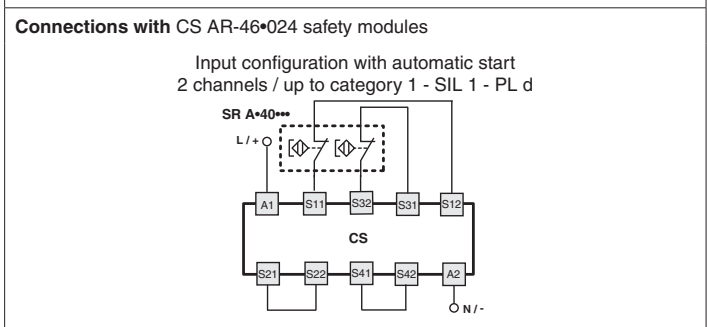 Connections with CS AR-46•024 safety modules
Input configuration with automatic start
2 channels / up to category 1 - SIL 1 - PL d
SR A•40•••
L / +
A1 S11 S32 S31 S12
CS
S21 S22 S41 S42 A2
N / -